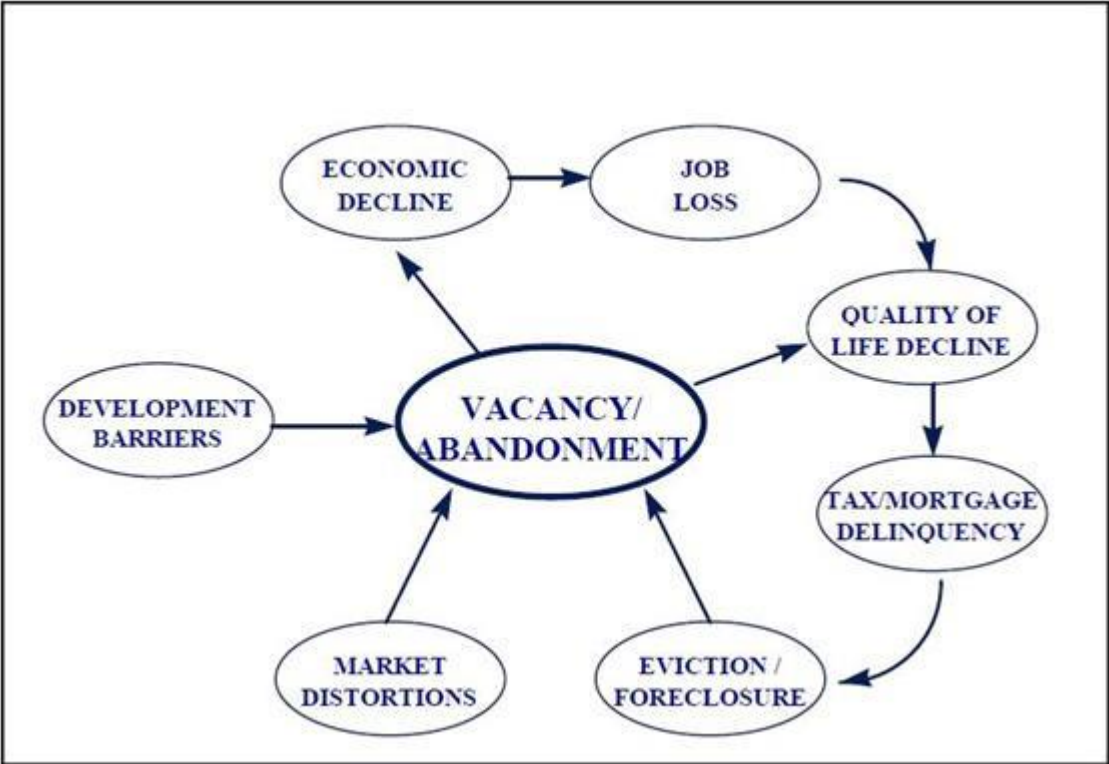 ECONOMIC
DECLINE
JOB
LOSS
QUALITY OF
LIFE DECLINE
DEVELOPMENT
BARRIERS
VACANCY/
ABANDONMENT
TAX/MORTGAGE
DELINQUENCY
MARKET
DISTORTIONS
EVICTION /
FORECLOSURE